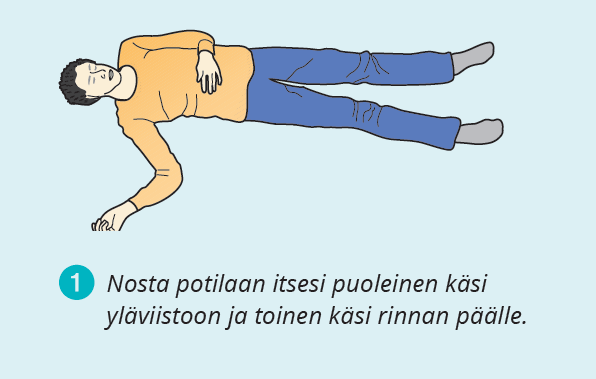 1 Nosta potilaan itsesi puoleinen käsi
yläviistoon ja toinen käsi rinnan päälle.